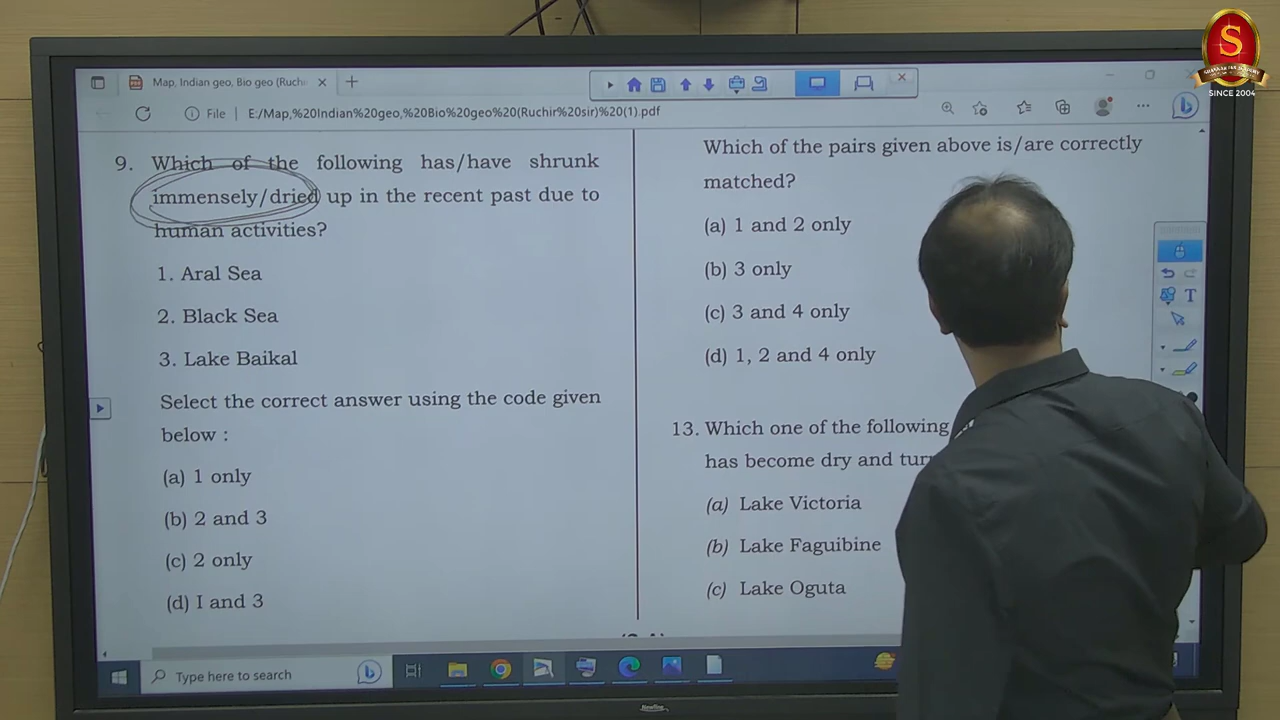 S
SINCE 2004
Map, Indian geo, Bio geo (Ruchi
File
E:/Map,%20Indian%20geo,%20Bio%20geo%20(Ruchir%20sir)%20(1).pdf
9. Which of the following has/have shrunk
immensely/dried up in the recent past due to
human activities?
1. Aral Sea
2. Black Sea
3. Lake Baikal
Select the correct answer using the code given
below :
(a) 1 only
(b) 2 and 3
(c) 2 only
(d) I and 3
Which of the pairs given above is/are correctly
matched?
(a) 1 and 2 only
(b) 3 only
(c) 3 and 4 only
(d) 1, 2 and 4 only
13. Which one of the following
has become dry and tur
(a) Lake Victoria
(b) Lake Faguibine
(c) Lake Oguta
T
Type here to search
Newline